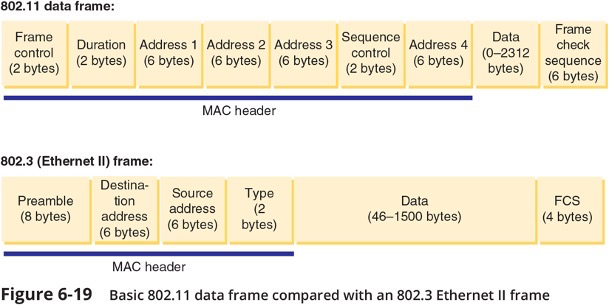 802.11 data frame:
Frame
control
(2 bytes)
Duration
(2 bytes)
Address 1
(6 bytes)
Address 2
(6 bytes)
Address 3
(6 bytes)
Sequence
control
(2 bytes)
Address 4
(6 bytes)
Data
(0–2312
bytes)
Frame
check
sequence
(6 bytes)
MAC header
802.3 (Ethernet II) frame:
Preamble
(8 bytes)
Destina-
tion
address
(6 bytes)
Source
address
(6 bytes)
Type
(2
bytes)
Data
(46–1500 bytes)
FCS
(4 bytes)
MAC header
Figure 6-19 Basic 802.11 data frame compared with an 802.3 Ethernet II frame